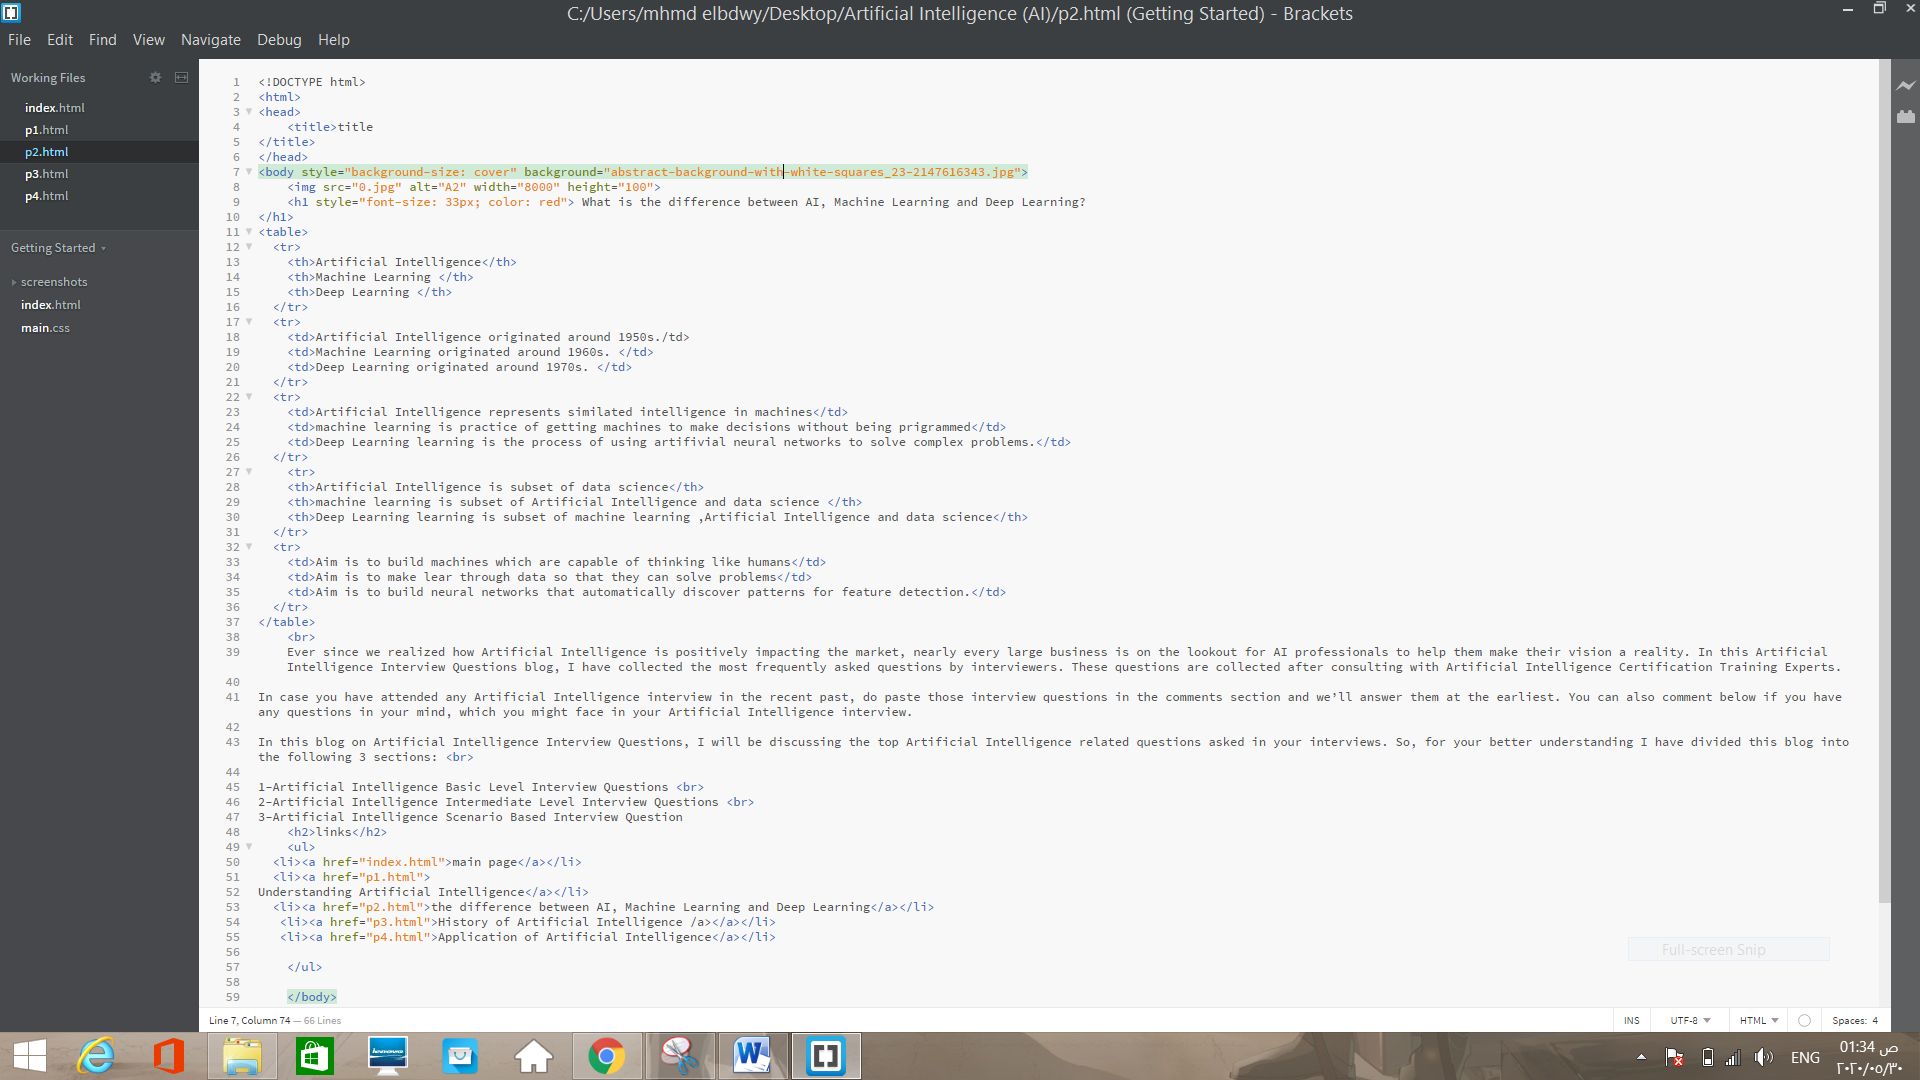 C:/Users/mhmd elbdwy/Desktop/Artificial Intelligence (AI)/p2.html (Getting Started) - Brackets
File Edit Find View Navigate Debug Help
Working Files
index.html
p1.html
p2.html
p3.html
p4.html
Getting Started
screenshots
index.html
main.css
1 <!DOCTYPE html>
2 <html>
3 <head>
4 <title>title
5 </title>
6 </head>
7 <body style="background-size: cover" background="abstract-background-with-white-squares_23-2147616343.jpg">
8 <img src="0.jpg" alt="A2" width="8000" height="100">
9 <h1 style="font-size: 33px; color: red"> What is the difference between AI, Machine Learning and Deep Learning?
10 </h1>
11 <table>
12 <tr>
13 <th>Artificial Intelligence</th>
14 <th>Machine Learning </th>
15 <th>Deep Learning </th>
16 </tr>
17 <tr>
18 <td>Artificial Intelligence originated around 1950s./td>
19 <td>Machine Learning originated around 1960s. </td>
20 <td>Deep Learning originated around 1970s. </td>
21 </tr>
22 <tr>
23 <td>Artificial Intelligence represents similated intelligence in machines</td>
24 <td>machine learning is practice of getting machines to make decisions without being prigrammed</td>
25 <td>Deep Learning learning is the process of using artifivial neural networks to solve complex problems.</td>
26 </tr>
27 <tr>
28 <th>Artificial Intelligence is subset of data science</th>
29 <th>machine learning is subset of Artificial Intelligence and data science </th>
30 <th>Deep Learning learning is subset of machine learning ,Artificial Intelligence and data science</th>
31 </tr>
32 <tr>
33 <td>Aim is to build machines which are capable of thinking like humans</td>
34 <td>Aim is to make lear through data so that they can solve problems</td>
35 <td>Aim is to build neural networks that automatically discover patterns for feature detection.</td>
36 </tr>
37 </table>
38 <br>
39 Ever since we realized how Artificial Intelligence is positively impacting the market, nearly every large business is on the lookout for AI professionals to help them make their vision a reality. In this Artificial
Intelligence Interview Questions blog, I have collected the most frequently asked questions by interviewers. These questions are collected after consulting with Artificial Intelligence Certification Training Experts.
40
41 In case you have attended any Artificial Intelligence interview in the recent past, do paste those interview questions in the comments section and we’ll answer them at the earliest. You can also comment below if you have
any questions in your mind, which you might face in your Artificial Intelligence interview.
42
43 In this blog on Artificial Intelligence Interview Questions, I will be discussing the top Artificial Intelligence related questions asked in your interviews. So, for your better understanding I have divided this blog into
the following 3 sections: <br>
44
45 1-Artificial Intelligence Basic Level Interview Questions <br>
46 2-Artificial Intelligence Intermediate Level Interview Questions <br>
47 3-Artificial Intelligence Scenario Based Interview Question
48 <h2>links</h2>
49 <ul>
50 <li><a href="index.html">main page</a></li>
51 <li><a href="p1.html">
52 Understanding Artificial Intelligence</a></li>
53 <li><a href="p2.html">the difference between AI, Machine Learning and Deep Learning</a></li>
54 <li><a href="p3.html">History of Artificial Intelligence /a></a></li>
55 <li><a href="p4.html">Application of Artificial Intelligence</a></li>
56
57 </ul>
58
59 </body>
Full-screen Snip
Line 7, Column 74 — 66 Lines
INS UTF-8 HTML Spaces: 4
lenovo
ENG
01:34 ص
٢٠٢٠/٠٥/٣٠